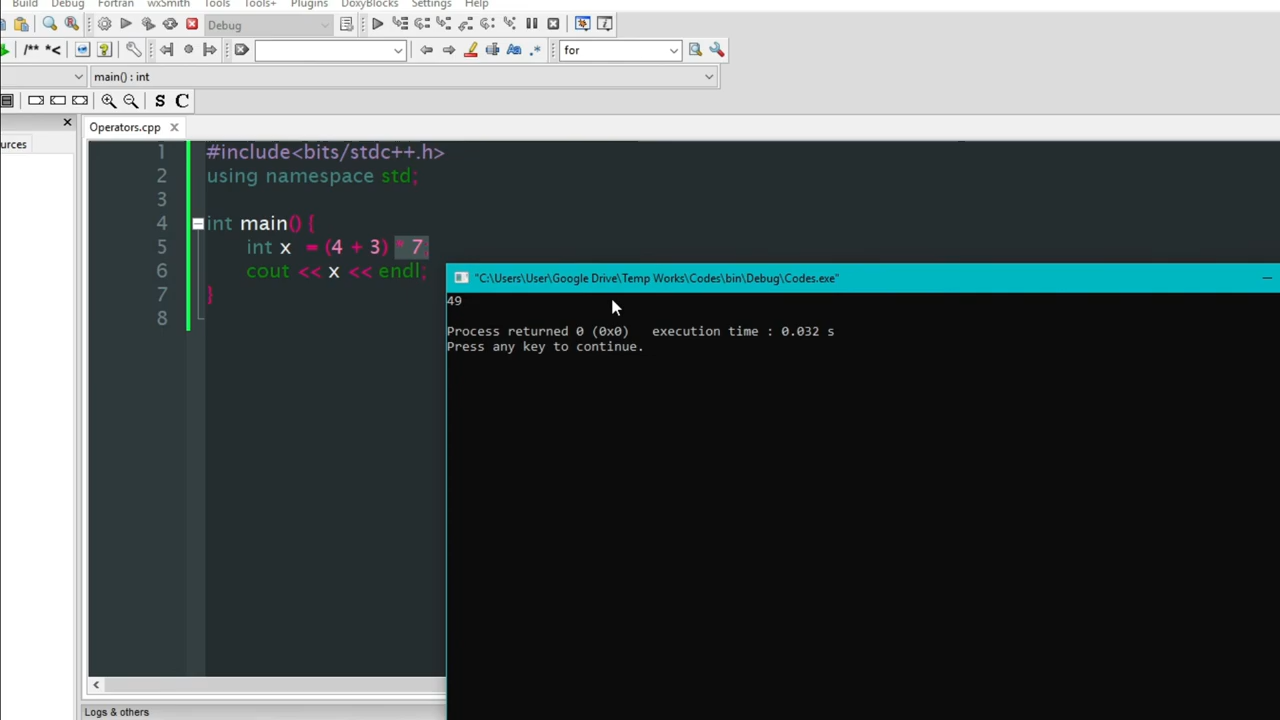 Build Debug Fortran wxSmith Tools Tools+ Plugins DoxyBlocks Settings Help
Debug
/** *< for
main() : int
S C
Operators.cpp
urces
1 #include<bits/stdc++.h>
2 using namespace std;
3
4 int main() {
5 int x = (4 + 3) * 7;
6 cout << x << endl;
7 }
8
"C:\Users\User\Google Drive\Temp Works\Codes\bin\Debug\Codes.exe"
49
Process returned 0 (0x0) execution time : 0.032 s
Press any key to continue.
Logs & others